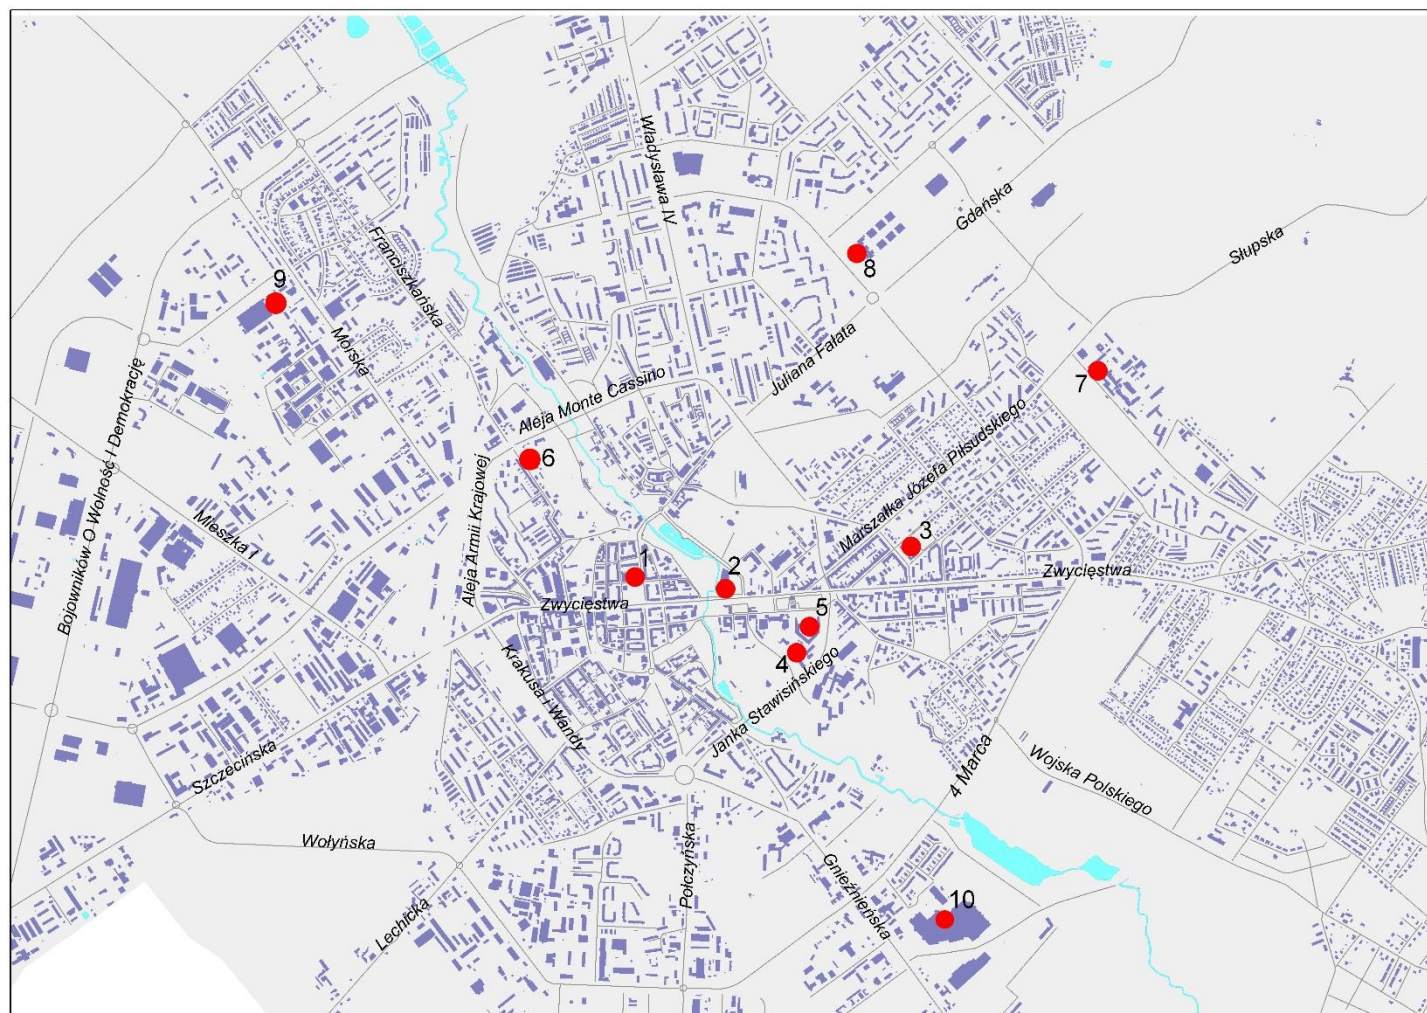 Władysława IV
Gdańska
Słupska
Franciszkańska
8
9
Morska
Juliana Fałata
7
Aleja Monte Cassino
Bojowników O Wolność I Demokrację
Marszałka Józefa Piłsudskiego
6
Aleja Armii Krajowej
Mieszka I
3
1
2
Zwycięstwa
Zwycięstwa
5
4
Krakusa i Wandy
Janka Stawisińskiego
Szczecińska
4 Marca
Wojska Polskiego
Wołyńska
Połczyńska
Gnieźnieńska
10
Lechicka